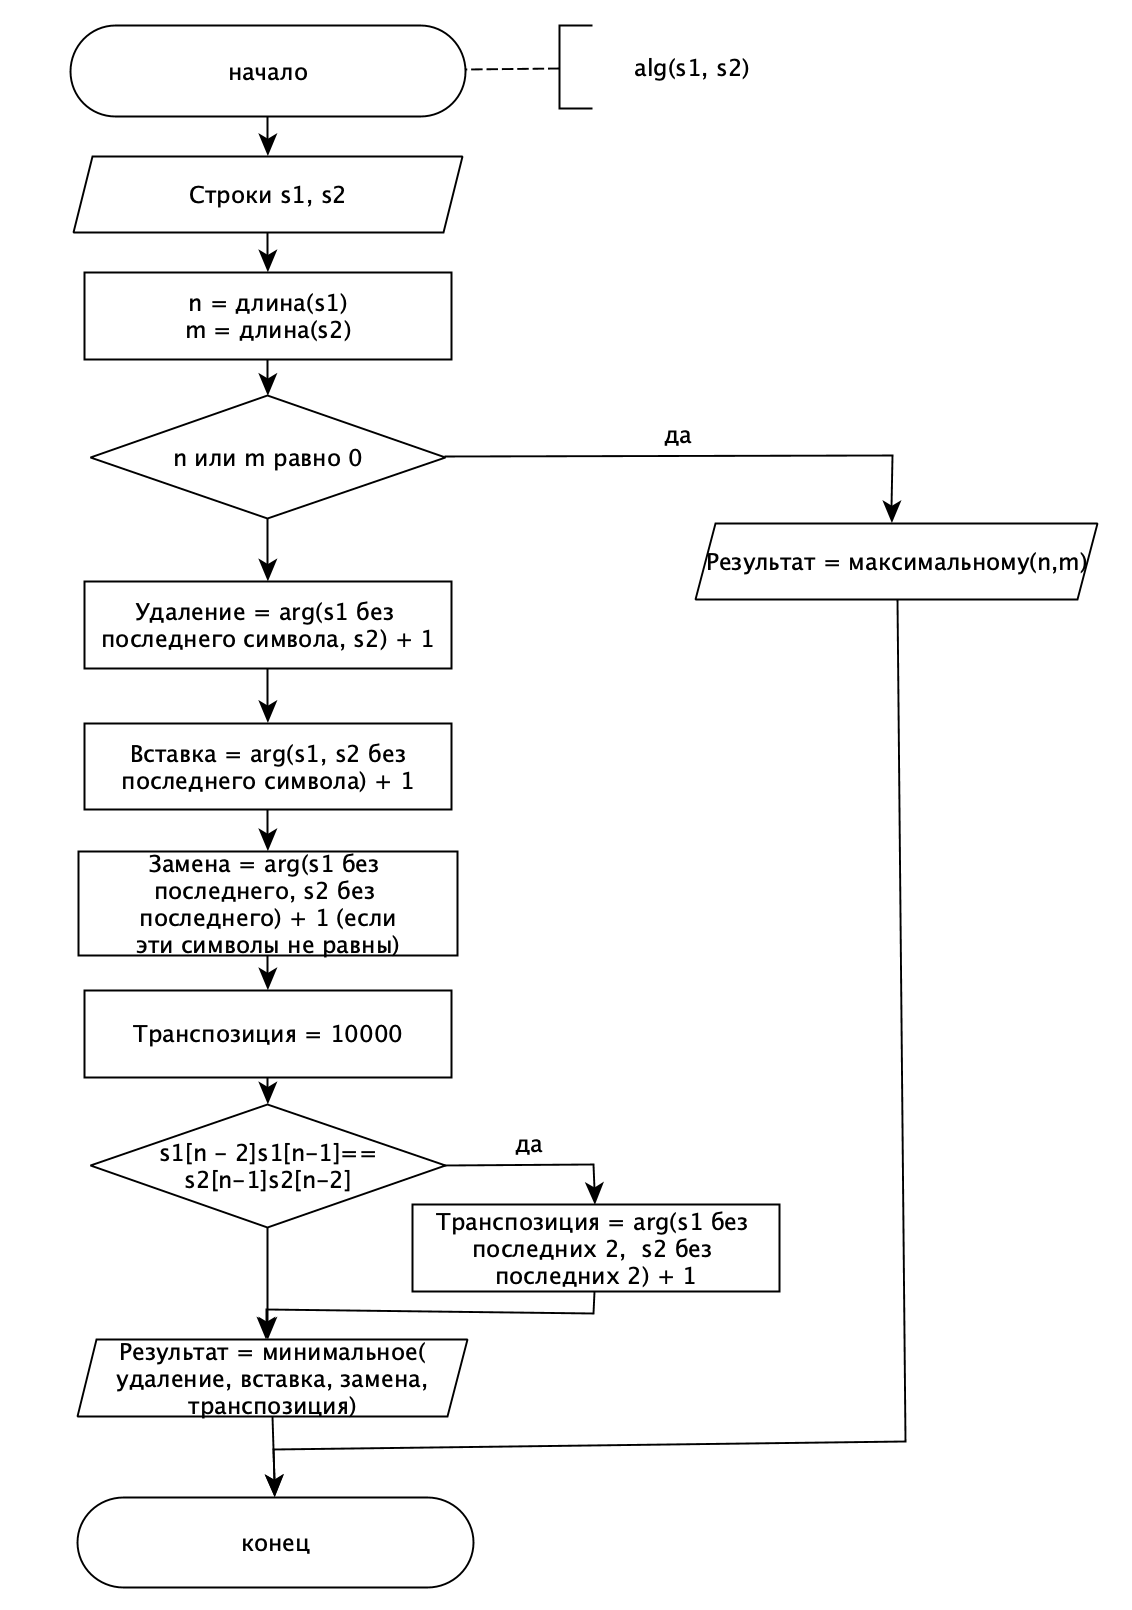 начало
alg(s1, s2)
Строки s1, s2
n = длина(s1)
m = длина(s2)
n или m равно 0
да
Результат = максимальному(n,m)
Удаление = arg(s1 без
последнего символа, s2) + 1
Вставка = arg(s1, s2 без
последнего символа) + 1
Замена = arg(s1 без
последнего, s2 без
последнего) + 1 (если
эти символы не равны)
Транспозиция = 10000
s1[n - 2]s1[n-1]==
s2[n-1]s2[n-2]
да
Транспозиция = arg(s1 без
последних 2, s2 без
последних 2) + 1
Результат = минимальное(
удаление, вставка, замена,
транспозиция)
конец